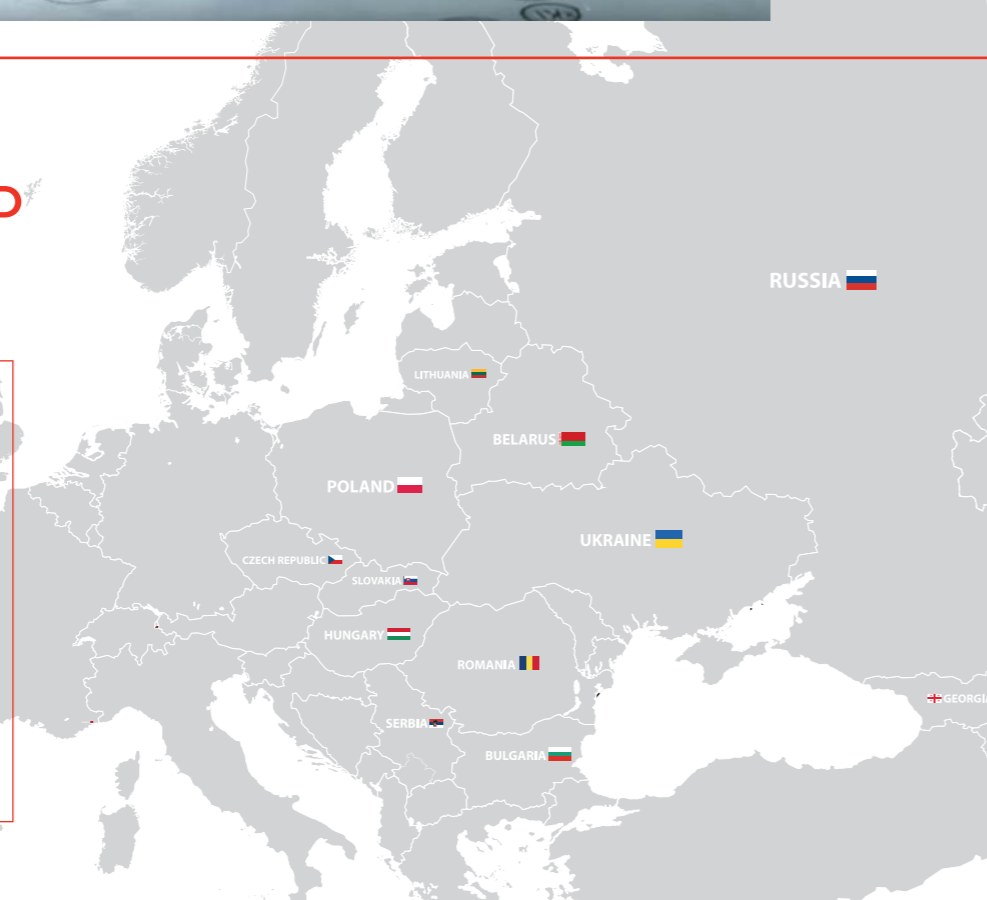 RUSSIA
LITHUANIA
BELARUS
POLAND
UKRAINE
CZECH REPUBLIC
SLOVAKIA
HUNGARY
ROMANIA
GEORGIA
SERBIA
BULGARIA